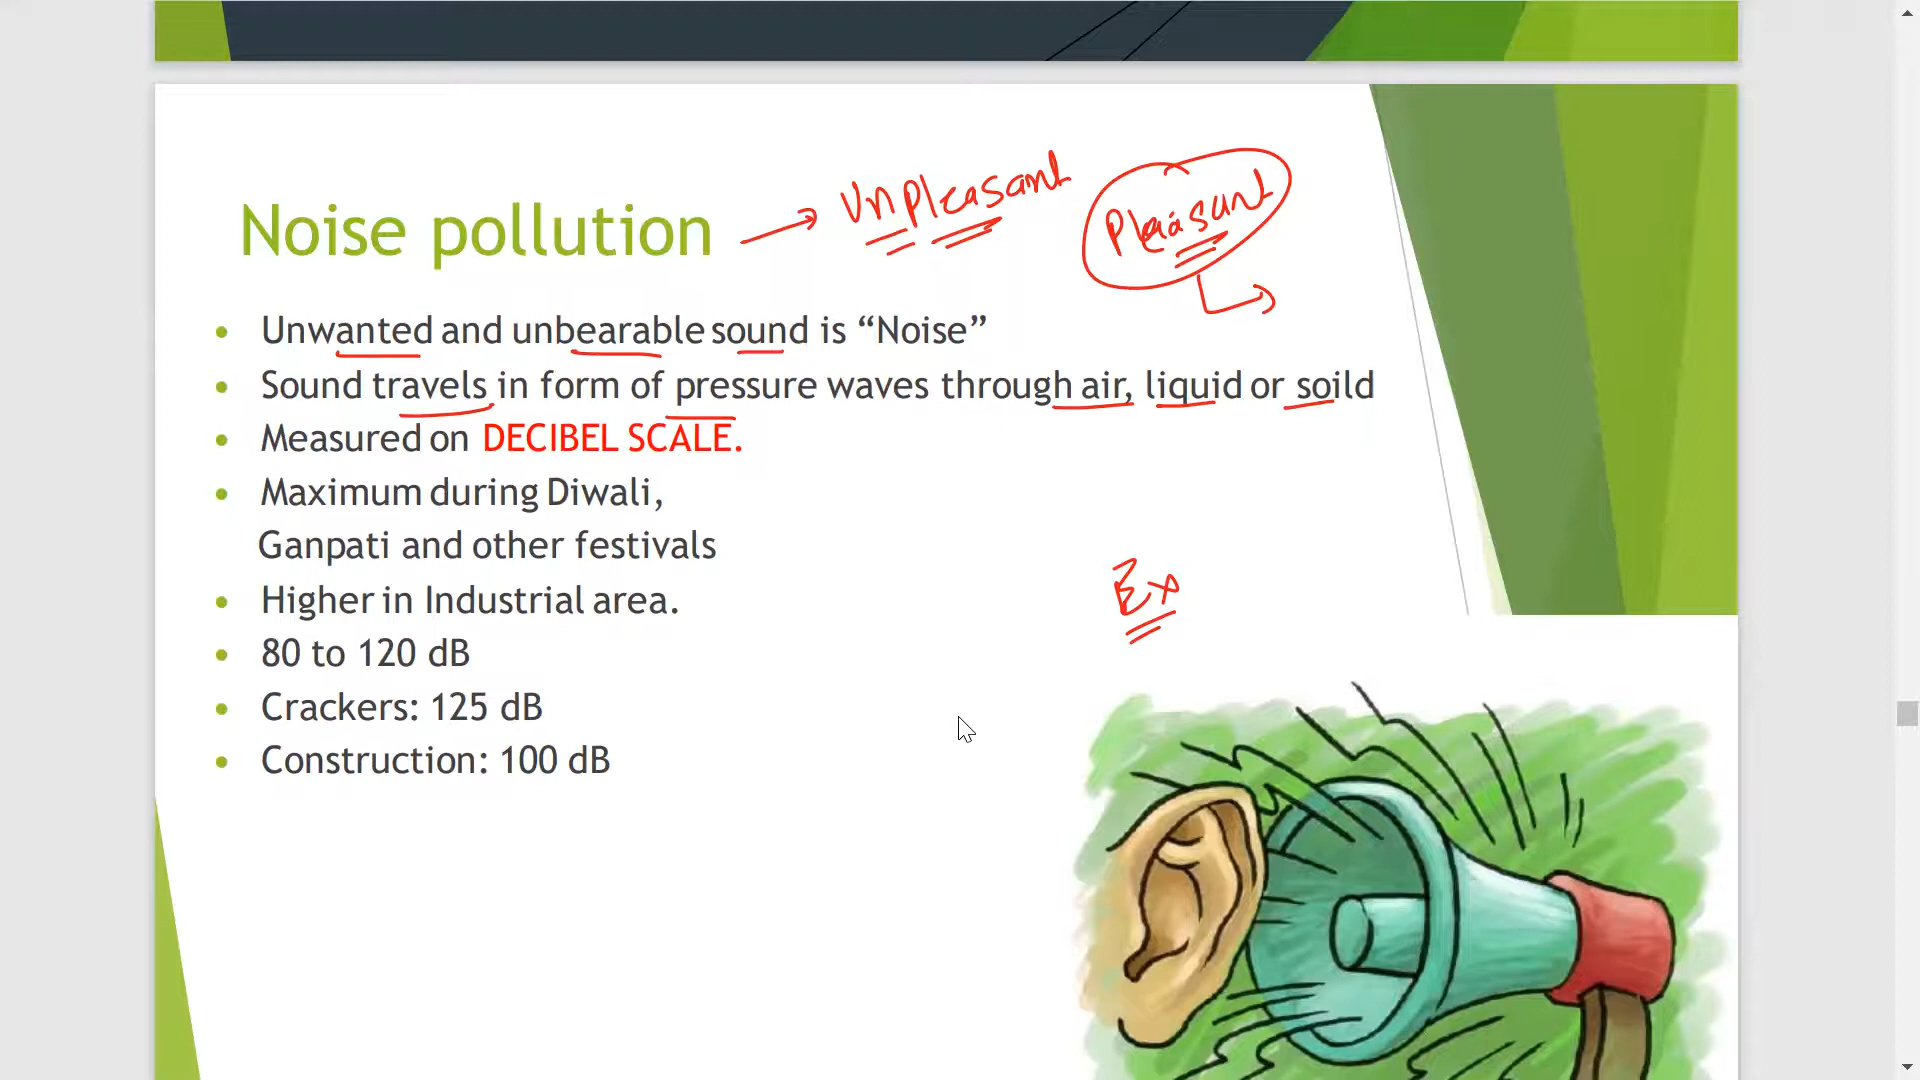 Noise pollution
UnPleasant
Pleasant
• Unwanted and unbearable sound is “Noise”
• Sound travels in form of pressure waves through air, liquid or soild
• Measured on DECIBEL SCALE.
• Maximum during Diwali,
Ganpati and other festivals
• Higher in Industrial area.
• 80 to 120 dB
• Crackers: 125 dB
• Construction: 100 dB
Ex